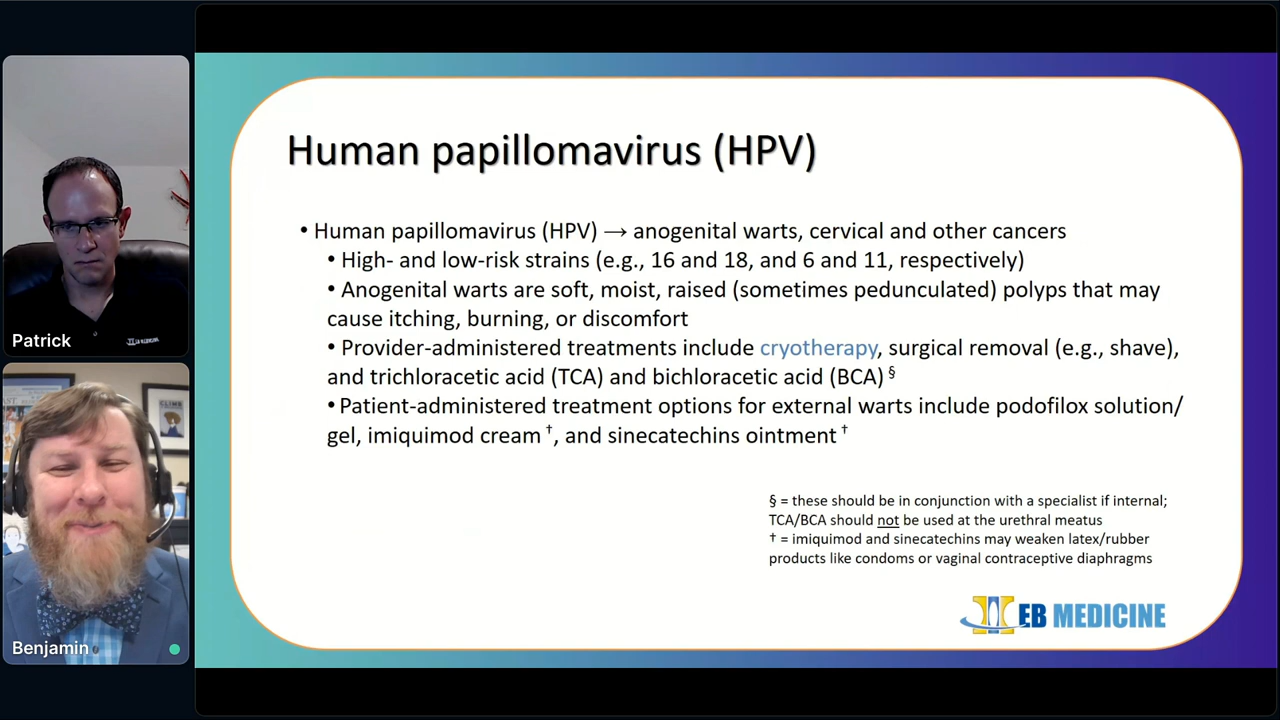 Human papillomavirus (HPV)
• Human papillomavirus (HPV) → anogenital warts, cervical and other cancers
• High- and low-risk strains (e.g., 16 and 18, and 6 and 11, respectively)
• Anogenital warts are soft, moist, raised (sometimes pedunculated) polyps that may
cause itching, burning, or discomfort
• Provider-administered treatments include cryotherapy, surgical removal (e.g., shave),
and trichloracetic acid (TCA) and bichloracetic acid (BCA) §
• Patient-administered treatment options for external warts include podofilox solution/
gel, imiquimod cream †, and sinecatechins ointment †
§ = these should be in conjunction with a specialist if internal;
TCA/BCA should not be used at the urethral meatus
† = imiquimod and sinecatechins may weaken latex/rubber
products like condoms or vaginal contraceptive diaphragms
EB MEDICINE
Patrick
Benjamin